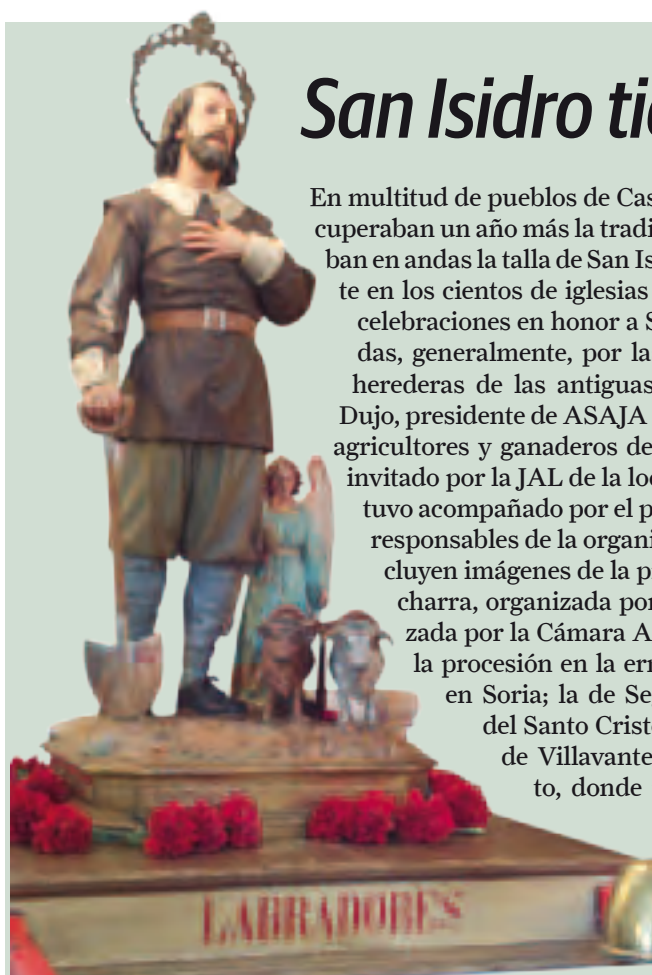 San Isidro tie
En multitud de pueblos de Cas
cuperaban un año más la tradi
ban en andas la talla de San Is
te en los cientos de iglesias
celebraciones en honor a S
das, generalmente, por la
herederas de las antiguas
Dujo, presidente de ASAJA
agricultores y ganaderos de
invitado por la JAL de la loc
tuvo acompañado por el p
responsables de la organi
cluyen imágenes de la p
charra, organizada por
zada por la Cámara A
la procesión en la erm
en Soria; la de Se
del Santo Crist
de Villavante
to, donde
LABRADORES